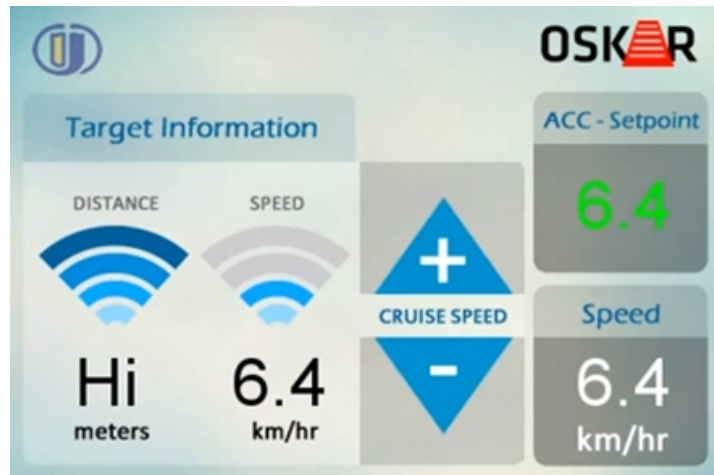 OSKAR
Target Information
ACC - Setpoint
DISTANCE
SPEED
6.4
+
CRUISE SPEED
-
Hi
meters
6.4
km/hr
Speed
6.4
km/hr